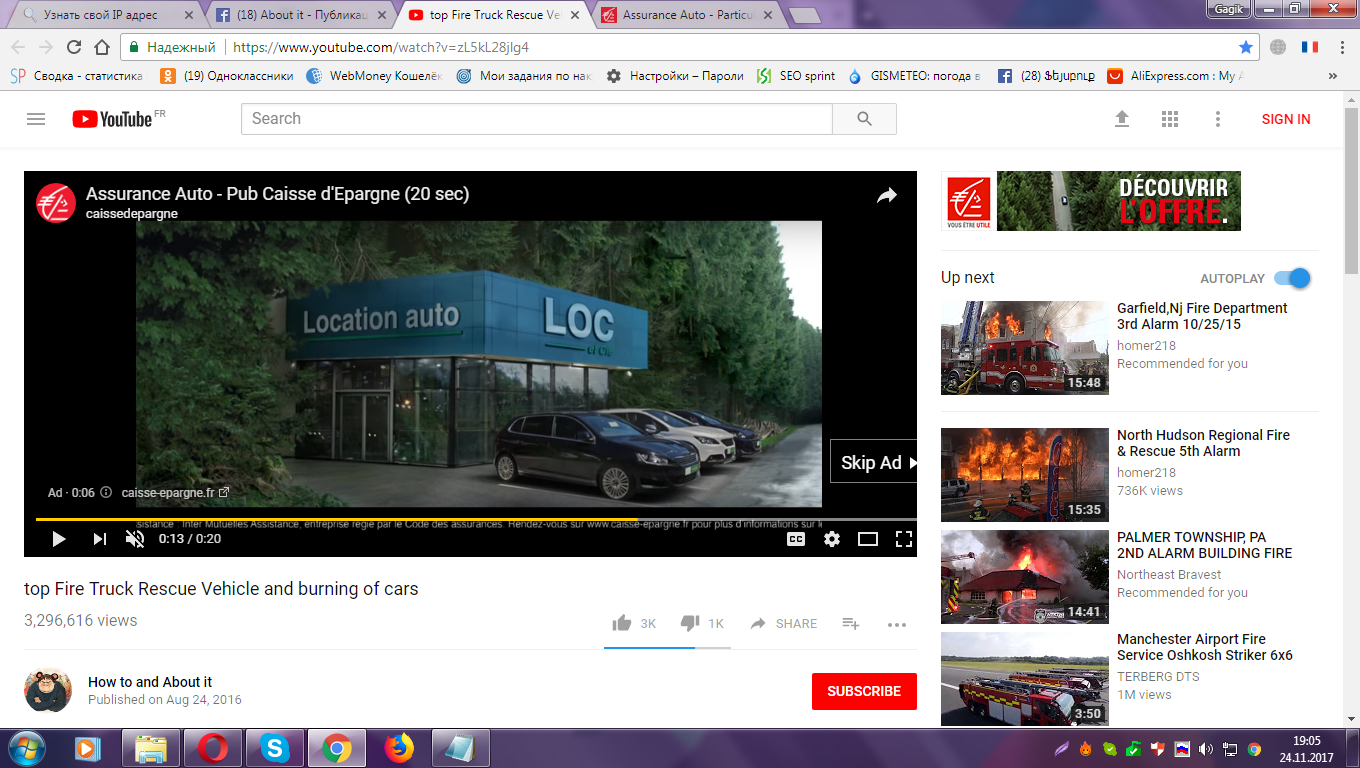 Узнать свой IP адрес
(18) About it - Публикац
top Fire Truck Rescue Ve
Assurance Auto - Particu
Gagik
Надежный
https://www.youtube.com/watch?v=zL5kL28jIg4
Сводка - статистика
(19) Одноклассники
WebMoney Кошелёк
Мои задания по нак
Настройки – Пароли
SEO sprint
GISMETEO: погода в
(28) Ֆեյսբուք
AliExpress.com : My A
YouTube FR
Search
SIGN IN
Assurance Auto - Pub Caisse d'Epargne (20 sec)
caissedepargne
Location auto
LOC
Skip Ad
Ad · 0:06
caisse-epargne.fr
sistance : Inter Mutuelles Assistance, entreprise régie par le Code des assurances. Rendez-vous sur www.caisse-epargne.fr pour plus d'informations sur le
0:13 / 0:20
CC
top Fire Truck Rescue Vehicle and burning of cars
3,296,616 views
3K
1K
SHARE
How to and About it
Published on Aug 24, 2016
SUBSCRIBE
VOUS ÊTRE UTILE
DÉCOUVRIR
L'OFFRE.
Up next
AUTOPLAY
Garfield,Nj Fire Department
3rd Alarm 10/25/15
homer218
Recommended for you
15:48
North Hudson Regional Fire
& Rescue 5th Alarm
homer218
736K views
15:35
PALMER TOWNSHIP, PA
2ND ALARM BUILDING FIRE
Northeast Bravest
Recommended for you
14:41
Manchester Airport Fire
Service Oshkosh Striker 6x6
TERBERG DTS
1M views
3:50
19:05
24.11.2017